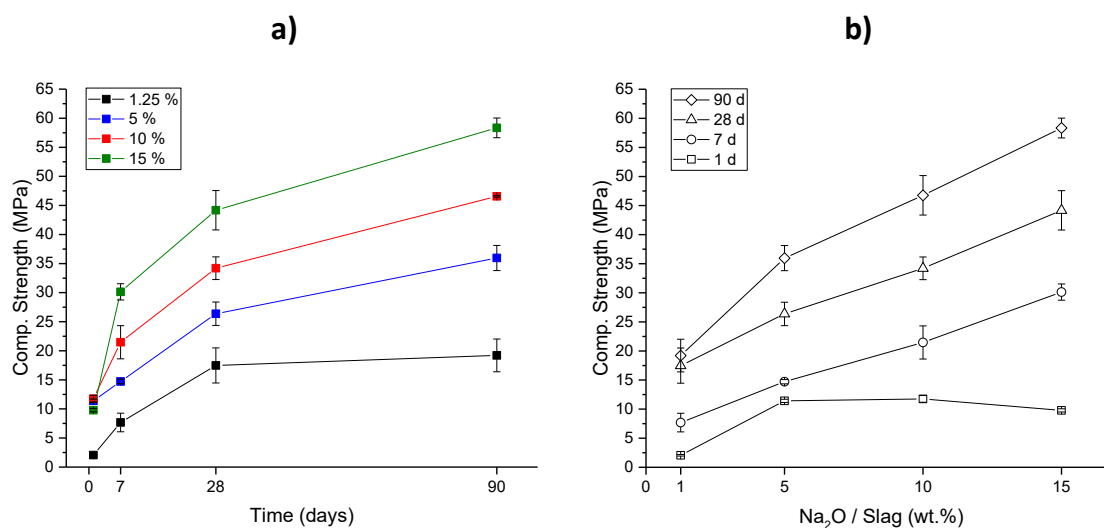 a)
65
60
55
50
45
40
35
30
25
20
15
10
5
0
Comp. Strength (MPa)
1.25 %
5 %
10 %
15 %
0 7 28 90
Time (days)
b)
65
60
55
50
45
40
35
30
25
20
15
10
5
0
Comp. Strength (MPa)
90 d
28 d
7 d
1 d
0 1 5 10 15
Na₂O / Slag (wt.%)